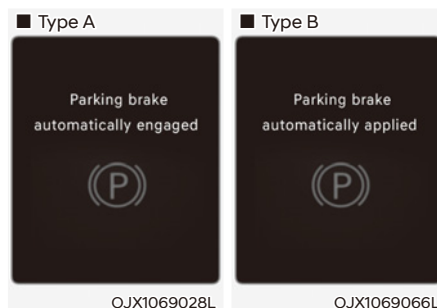 ■ Type A
Parking brake
automatically engaged
P
OJX1069028L
■ Type B
Parking brake
automatically applied
P
OJX1069066L